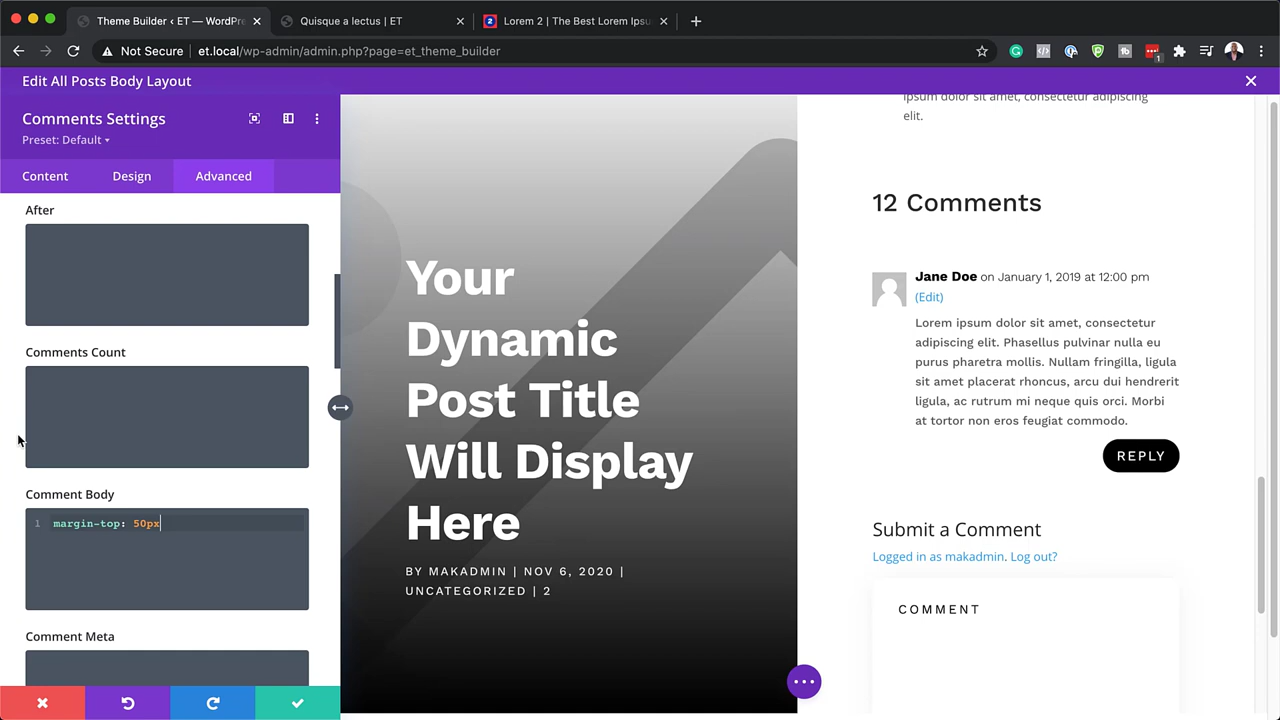 Theme Builder ‹ ET — WordPre
Quisque a lectus | ET
Lorem 2 | The Best Lorem Ipsu
Not Secure
et.local/wp-admin/admin.php?page=et_theme_builder
1
Edit All Posts Body Layout
Comments Settings
Preset: Default
Content
Design
Advanced
After
Comments Count
Comment Body
1 margin-top: 50px
Comment Meta
Your
Dynamic
Post Title
Will Display
Here
BY MAKADMIN | NOV 6, 2020 |
UNCATEGORIZED | 2
ipsum dolor sit amet, consectetur adipiscing
elit.
12 Comments
Jane Doe on January 1, 2019 at 12:00 pm
(Edit)
Lorem ipsum dolor sit amet, consectetur
adipiscing elit. Phasellus pulvinar nulla eu
purus pharetra mollis. Nullam fringilla, ligula
sit amet placerat rhoncus, arcu dui hendrerit
ligula, ac rutrum mi neque quis orci. Morbi
at tortor non eros feugiat commodo.
REPLY
Submit a Comment
Logged in as makadmin. Log out?
COMMENT